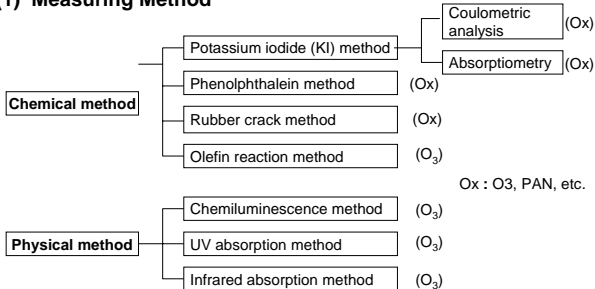 (1) Measuring Method
Coulometric
analysis
(Ox)
Potassium iodide (KI) method
Absorptiometry
(Ox)
Phenolphthalein method
(Ox)
Chemical method
Rubber crack method
(Ox)
Olefin reaction method
(O₃)
Ox : O3, PAN, etc.
Chemiluminescence method
(O₃)
Physical method
UV absorption method
(O₃)
Infrared absorption method
(O₃)